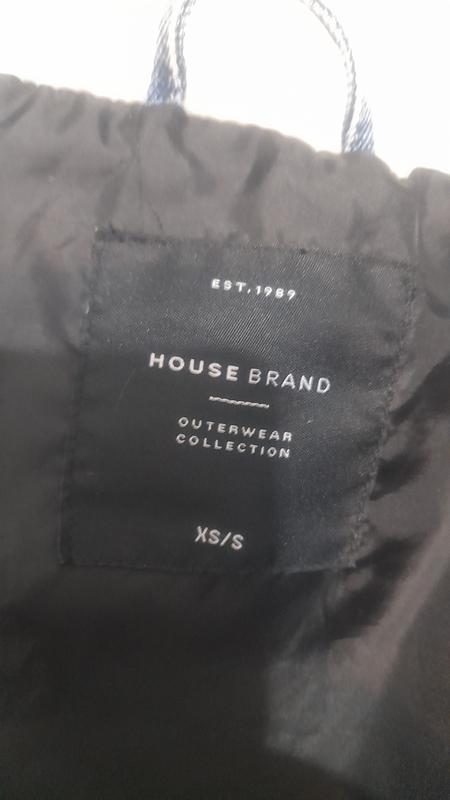 EST.1989
HOUSE BRAND
OUTERWEAR
COLLECTION
XS/S